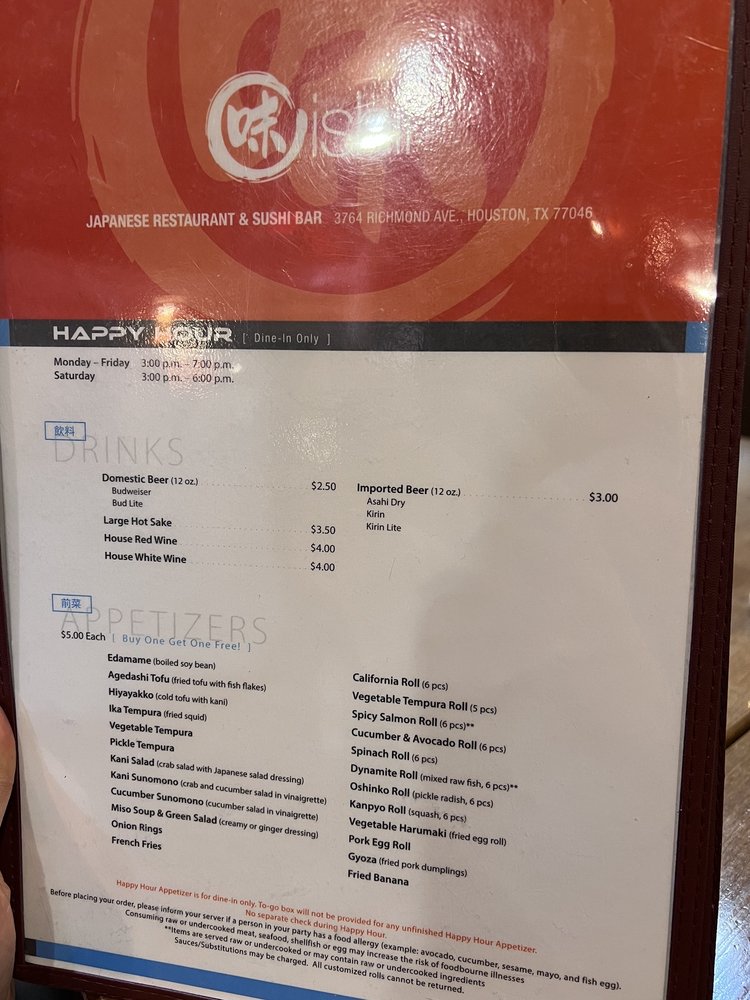 味 ishi
JAPANESE RESTAURANT & SUSHI BAR 3764 RICHMOND AVE., HOUSTON, TX 77046
HAPPY HOUR [ Dine-In Only ]
Monday – Friday 3:00 p.m. – 7:00 p.m.
Saturday 3:00 p.m. – 6:00 p.m.
飲料
DRINKS
Domestic Beer (12 oz.) $2.50
Budweiser
Bud Lite
Large Hot Sake $3.50
House Red Wine $4.00
House White Wine $4.00
Imported Beer (12 oz.) $3.00
Asahi Dry
Kirin
Kirin Lite
前菜
APPETIZERS
$5.00 Each [ Buy One Get One Free! ]
Edamame (boiled soy bean)
Agedashi Tofu (fried tofu with fish flakes)
Hiyayakko (cold tofu with kani)
Ika Tempura (fried squid)
Vegetable Tempura
Pickle Tempura
Kani Salad (crab salad with Japanese salad dressing)
Kani Sunomono (crab and cucumber salad in vinaigrette)
Cucumber Sunomono (cucumber salad in vinaigrette)
Miso Soup & Green Salad (creamy or ginger dressing)
Onion Rings
French Fries
California Roll (6 pcs)
Vegetable Tempura Roll (5 pcs)
Spicy Salmon Roll (6 pcs)**
Cucumber & Avocado Roll (6 pcs)
Spinach Roll (6 pcs)
Dynamite Roll (mixed raw fish, 6 pcs)**
Oshinko Roll (pickle radish, 6 pcs)
Kanpyo Roll (squash, 6 pcs)
Vegetable Harumaki (fried egg roll)
Pork Egg Roll
Gyoza (fried pork dumplings)
Fried Banana
Happy Hour Appetizer is for dine-in only. To-go box will not be provided for any unfinished Happy Hour Appetizer.
No separate check during Happy Hour.
Before placing your order, please inform your server if a person in your party has a food allergy (example: avocado, cucumber, sesame, mayo, and fish egg).
Consuming raw or undercooked meat, seafood, shellfish or egg may increase the risk of foodbourne illnesses
**Items are served raw or undercooked or may contain raw or undercooked ingredients
Sauces/Substitutions may be charged. All customized rolls cannot be returned.